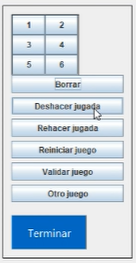 1 2
3 4
5 6
Borrar
Deshacer jugada
Rehacer jugada
Reiniciar juego
Validar juego
Otro juego
Terminar